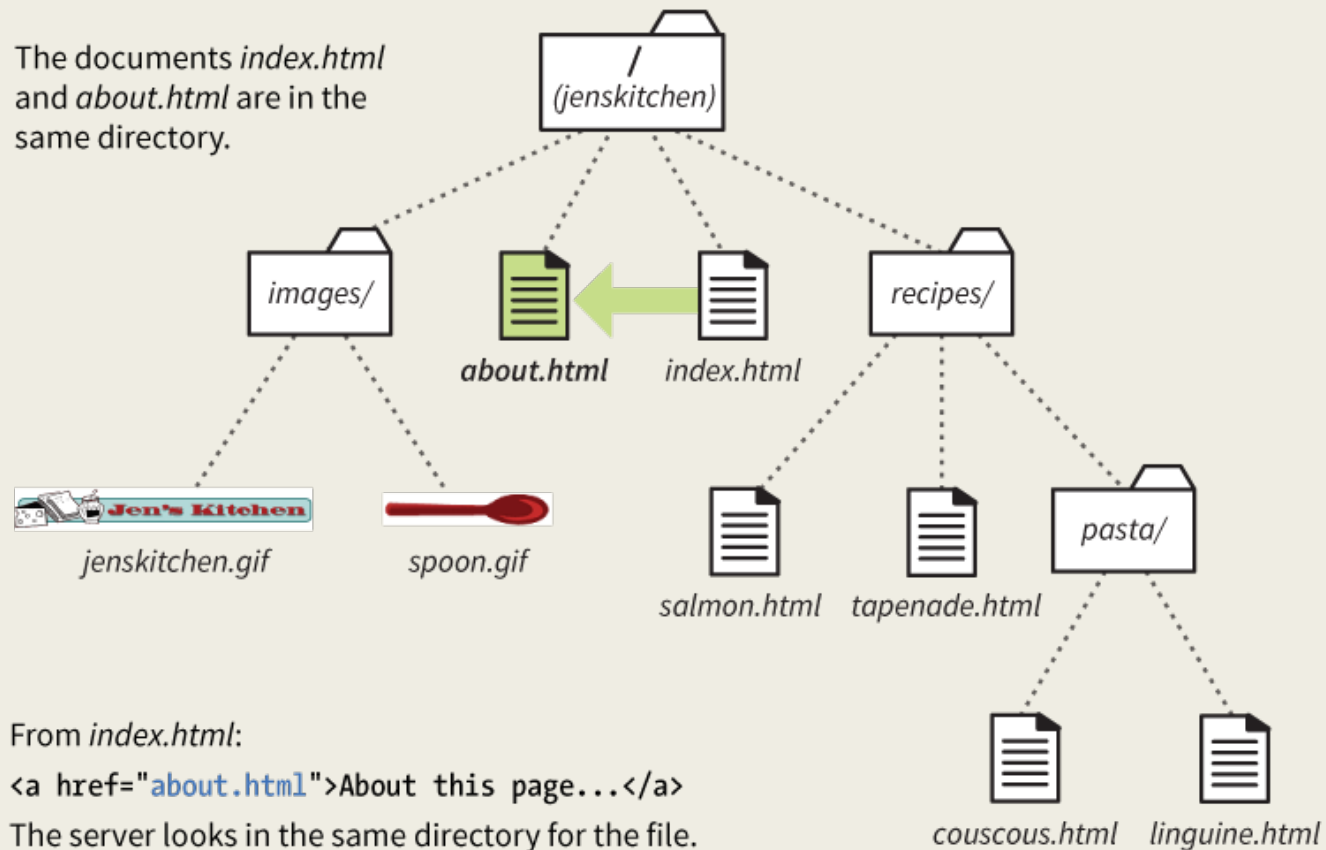 The documents index.html
and about.html are in the
same directory.
/
(jenskitchen)
images/
about.html
index.html
recipes/
Jen's Kitchen
jenskitchen.gif
spoon.gif
salmon.html
tapenade.html
pasta/
couscous.html
linguine.html
From index.html:
<a href="about.html">About this page...</a>
The server looks in the same directory for the file.